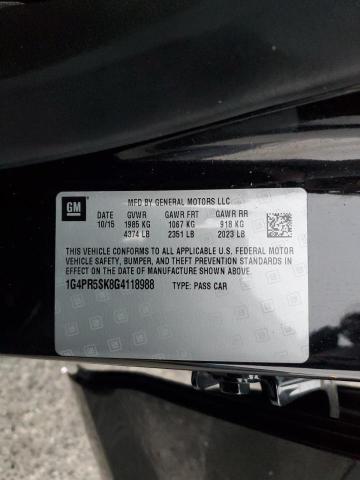 GM
MFD BY GENERAL MOTORS LLC
DATE GVWR GAWR FRT GAWR RR
10/15 1985 KG 1067 KG 918 KG
4374 LB 2351 LB 2023 LB
THIS VEHICLE CONFORMS TO ALL APPLICABLE U.S. FEDERAL MOTOR
VEHICLE SAFETY, BUMPER, AND THEFT PREVENTION STANDARDS IN
EFFECT ON THE DATE OF MANUFACTURE SHOWN ABOVE.
1G4PR5SK8G4118988 TYPE: PASS CAR